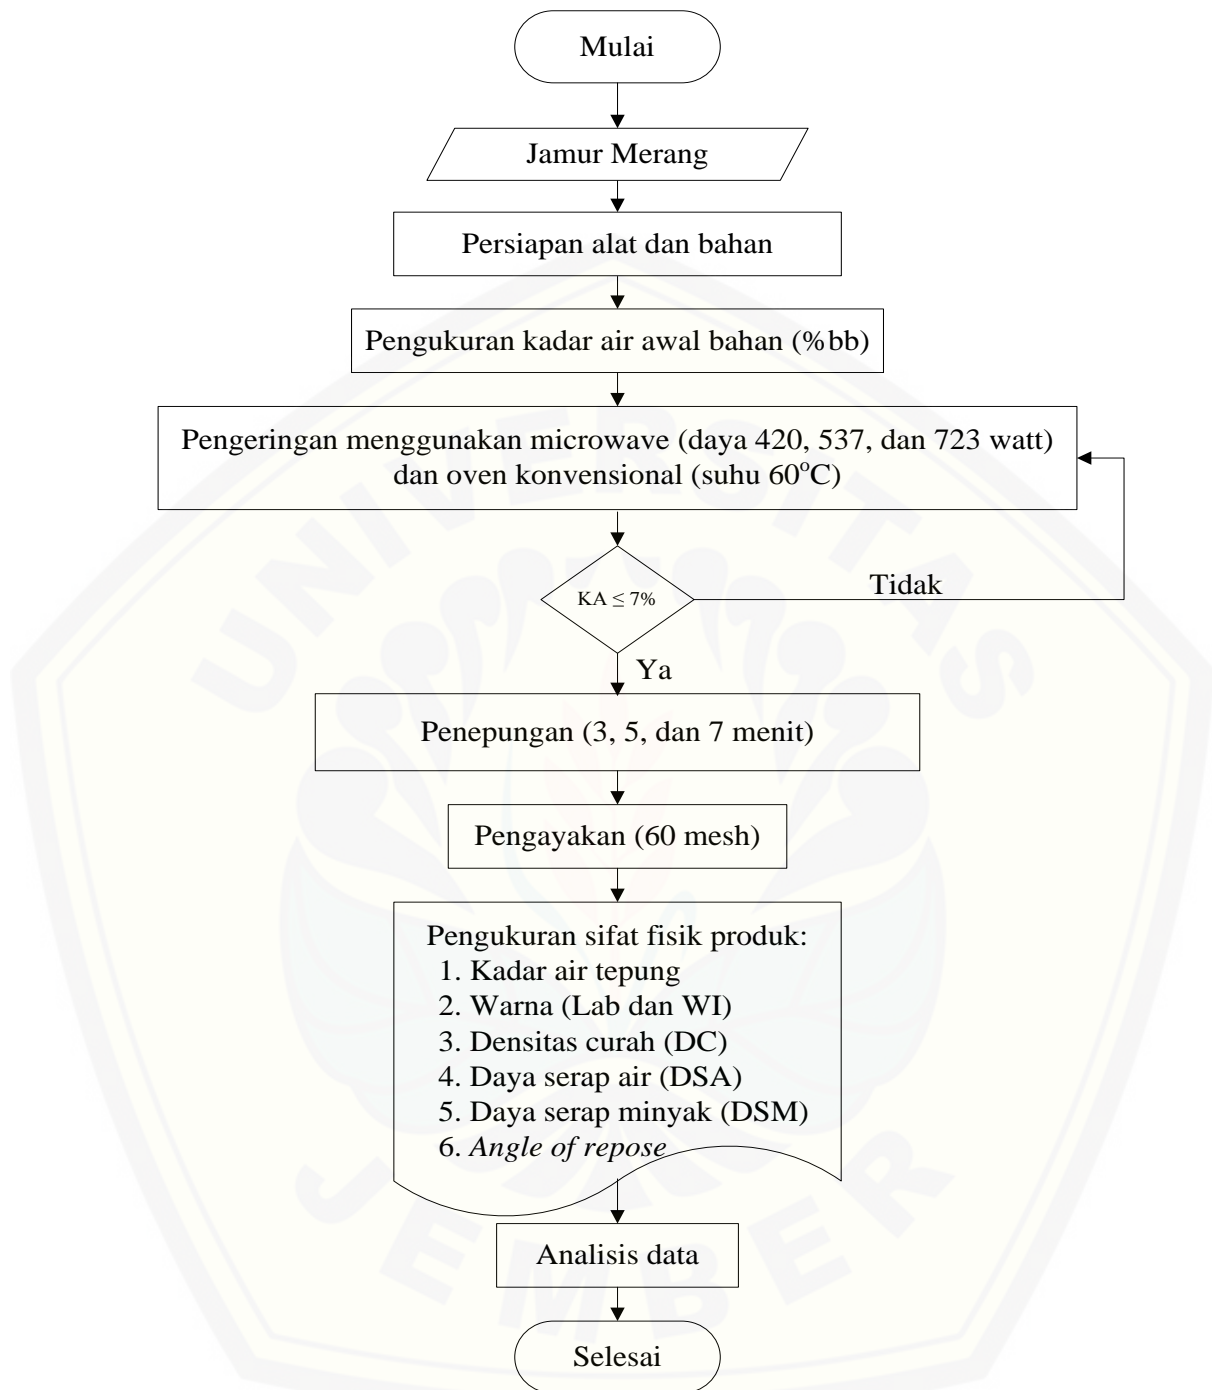 Mulai
Jamur Merang
Persiapan alat dan bahan
Pengukuran kadar air awal bahan (%bb)
Pengeringan menggunakan microwave (daya 420, 537, dan 723 watt)
dan oven konvensional (suhu 60°C)
KA ≤ 7%
Tidak
Ya
Penepungan (3, 5, dan 7 menit)
Pengayakan (60 mesh)
Pengukuran sifat fisik produk:
1. Kadar air tepung
2. Warna (Lab dan WI)
3. Densitas curah (DC)
4. Daya serap air (DSA)
5. Daya serap minyak (DSM)
6. Angle of repose
Analisis data
Selesai
UNIVERSITAS
JEMBER